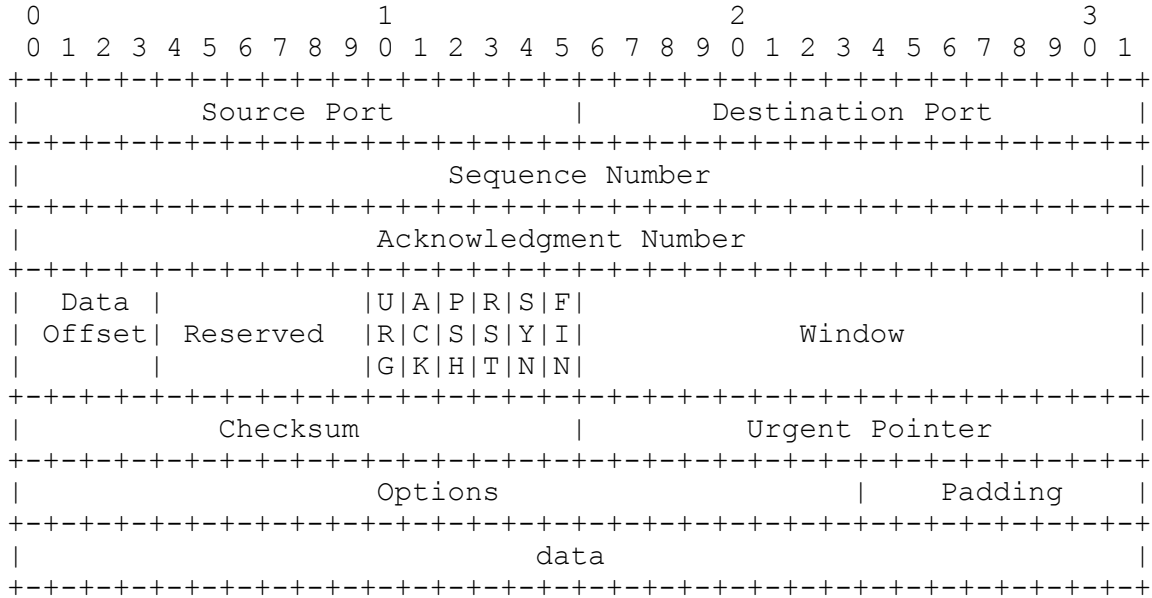 0                   1                   2                   3
 0 1 2 3 4 5 6 7 8 9 0 1 2 3 4 5 6 7 8 9 0 1 2 3 4 5 6 7 8 9 0 1
+-+-+-+-+-+-+-+-+-+-+-+-+-+-+-+-+-+-+-+-+-+-+-+-+-+-+-+-+-+-+-+-+
|          Source Port          |       Destination Port        |
+-+-+-+-+-+-+-+-+-+-+-+-+-+-+-+-+-+-+-+-+-+-+-+-+-+-+-+-+-+-+-+-+
|                        Sequence Number                        |
+-+-+-+-+-+-+-+-+-+-+-+-+-+-+-+-+-+-+-+-+-+-+-+-+-+-+-+-+-+-+-+-+
|                    Acknowledgment Number                      |
+-+-+-+-+-+-+-+-+-+-+-+-+-+-+-+-+-+-+-+-+-+-+-+-+-+-+-+-+-+-+-+-+
|  Data |           |U|A|P|R|S|F|                               |
| Offset| Reserved  |R|C|S|S|Y|I|            Window             |
|       |           |G|K|H|T|N|N|                               |
+-+-+-+-+-+-+-+-+-+-+-+-+-+-+-+-+-+-+-+-+-+-+-+-+-+-+-+-+-+-+-+-+
|           Checksum            |         Urgent Pointer        |
+-+-+-+-+-+-+-+-+-+-+-+-+-+-+-+-+-+-+-+-+-+-+-+-+-+-+-+-+-+-+-+-+
|                    Options                    |    Padding    |
+-+-+-+-+-+-+-+-+-+-+-+-+-+-+-+-+-+-+-+-+-+-+-+-+-+-+-+-+-+-+-+-+
|                             data                              |
+-+-+-+-+-+-+-+-+-+-+-+-+-+-+-+-+-+-+-+-+-+-+-+-+-+-+-+-+-+-+-+-+